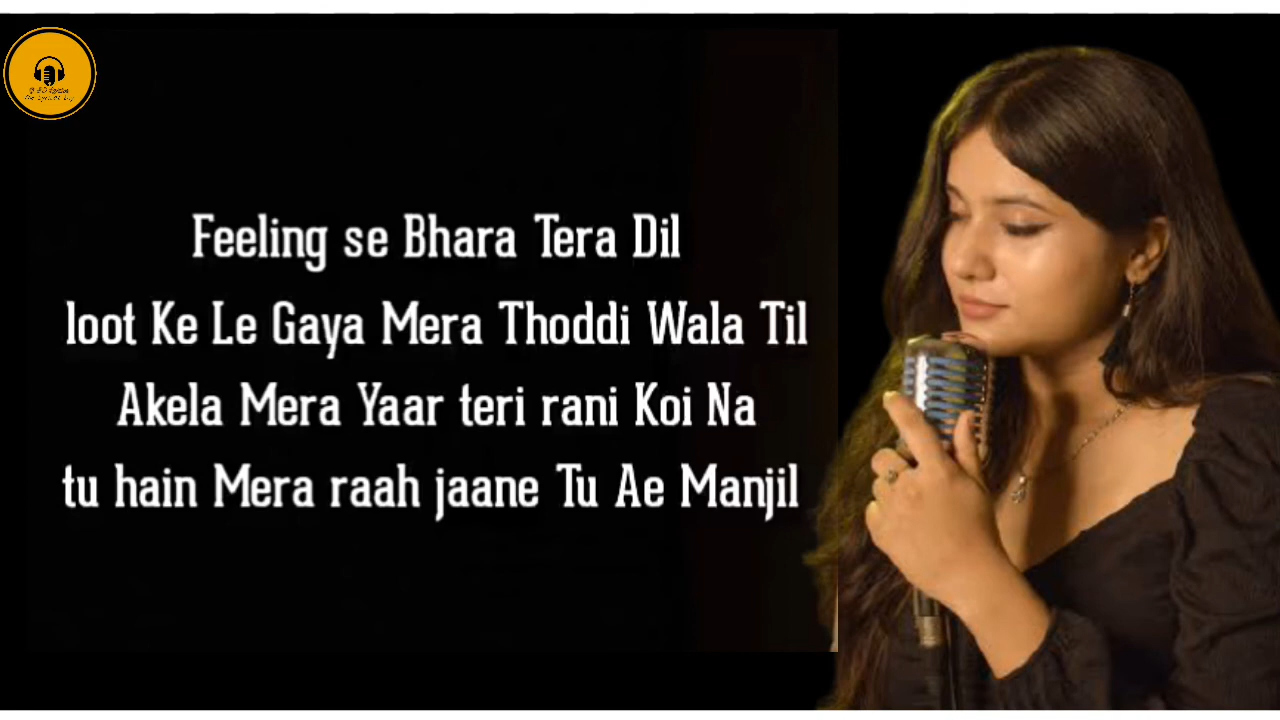 Feeling se Bhara Tera Dil
loot Ke Le Gaya Mera Thoddi Wala Til
Akela Mera Yaar teri rani Koi Na
tu hain Mera raah jaane Tu Ae Manjil